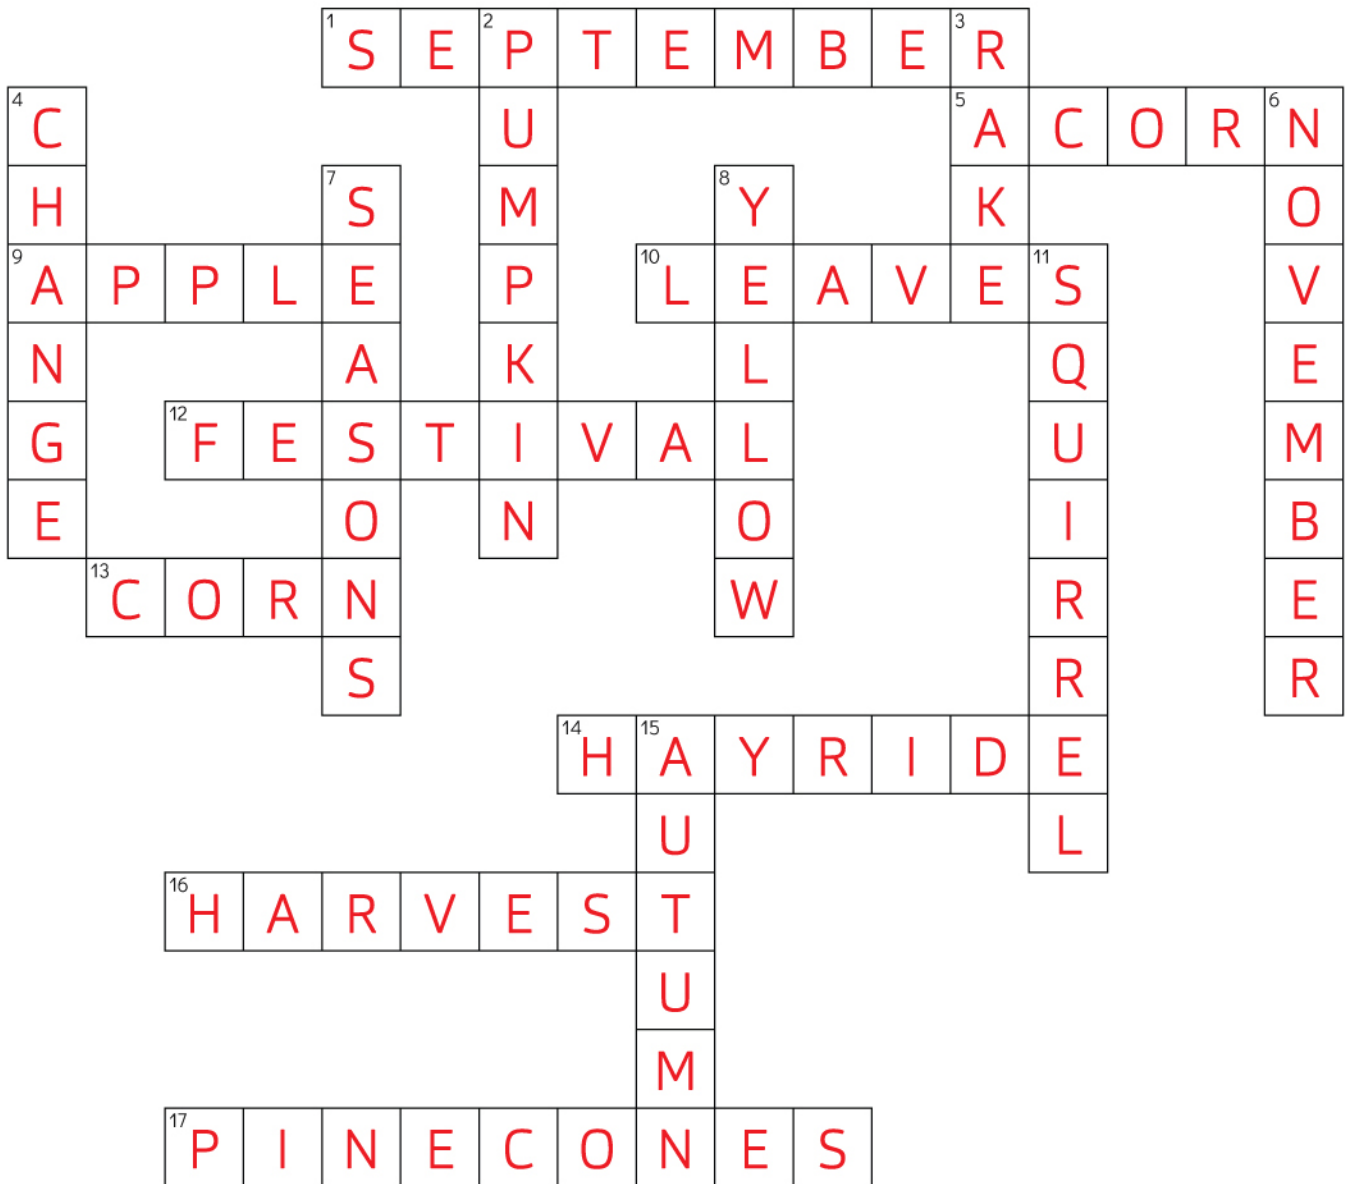 1 S E 2 P T E M B E 3 R
4 C U 5 A C O R 6 N
H 7 S M 8 Y K O
9 A P P L E P 10 L E A V E 11 S V
N A K L Q E
G 12 F E S T I V A L U M
E O N O I B
13 C O R N W R E
S R R
14 H 15 A Y R I D E
U L
16 H A R V E S T
U
M
17 P I N E C O N E S